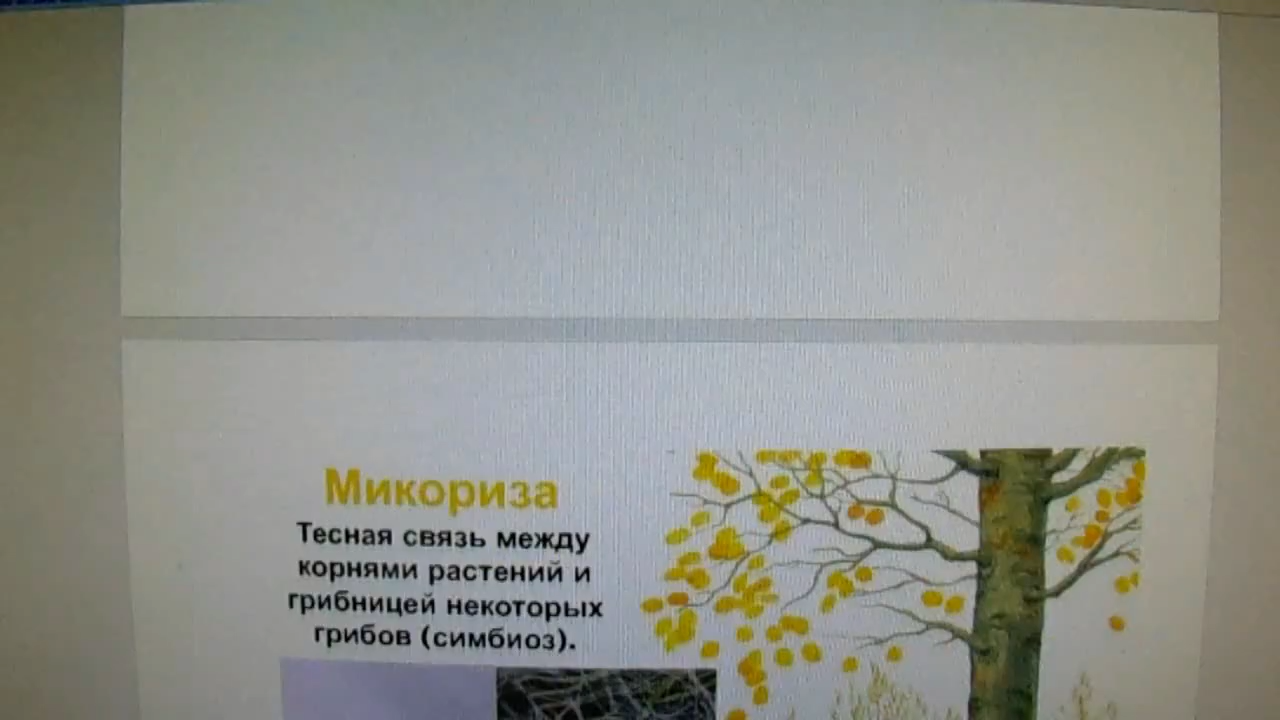 Микориза
Тесная связь между
корнями растений и
грибницей некоторых
грибов (симбиоз).